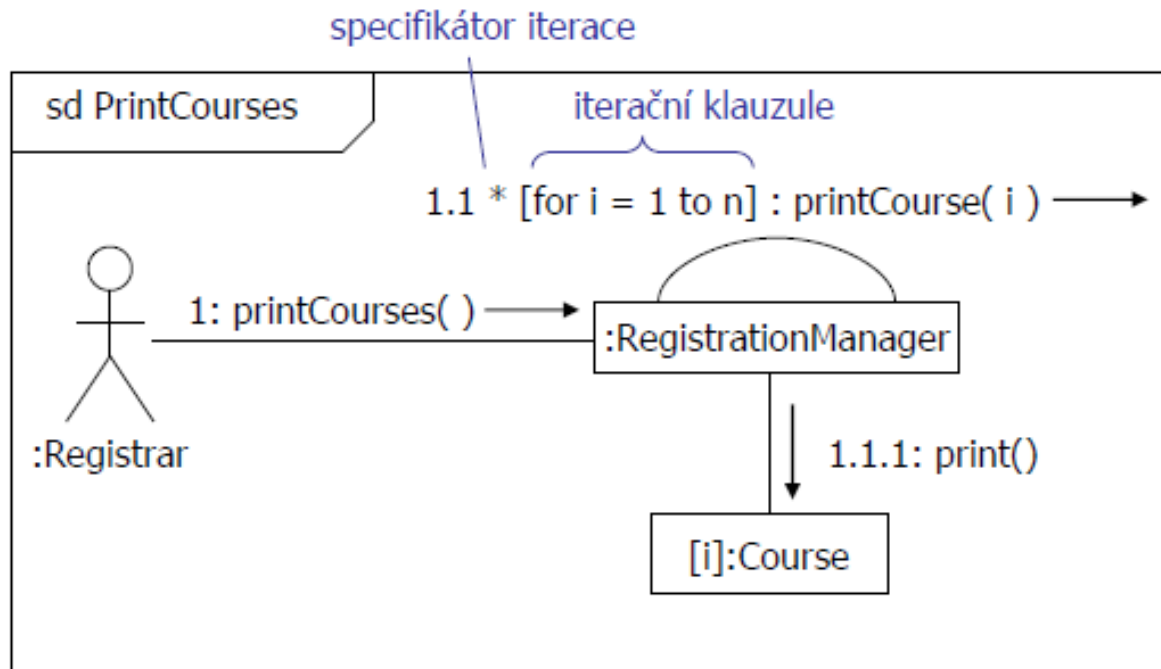 specifikátor iterace
sd PrintCourses
iterační klauzule
1.1 * [for i = 1 to n] : printCourse( i )
1: printCourses( )
:RegistrationManager
:Registrar
1.1.1: print()
[i]:Course